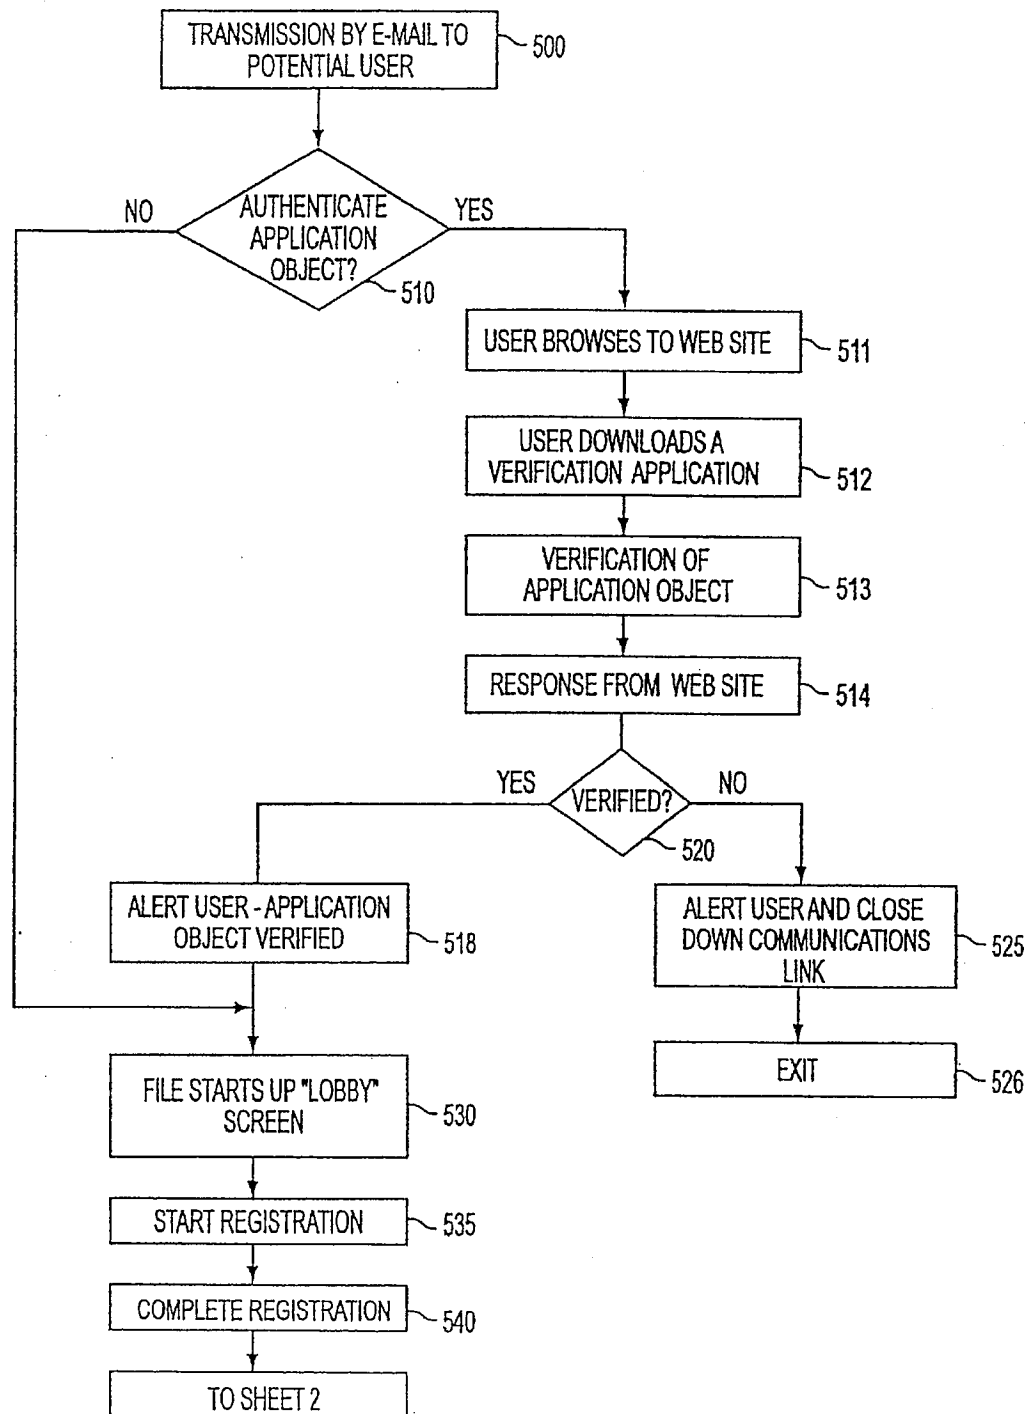 TRANSMISSION BY E-MAIL TO
POTENTIAL USER
500
NO
AUTHENTICATE
APPLICATION
OBJECT?
YES
510
USER BROWSES TO WEB SITE
511
USER DOWNLOADS A
VERIFICATION APPLICATION
512
VERIFICATION OF
APPLICATION OBJECT
513
RESPONSE FROM WEB SITE
514
YES
VERIFIED?
NO
520
ALERT USER - APPLICATION
OBJECT VERIFIED
518
ALERT USER AND CLOSE
DOWN COMMUNICATIONS
LINK
525
EXIT
526
FILE STARTS UP "LOBBY"
SCREEN
530
START REGISTRATION
535
COMPLETE REGISTRATION
540
TO SHEET 2